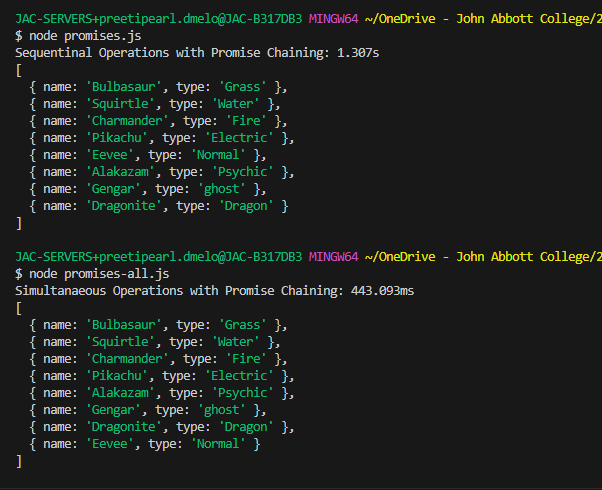 JAC-SERVERS+preetipearl.dmelo@JAC-B317DB3 MINGW64 ~/OneDrive - John Abbott College/2
$ node promises.js
Sequentinal Operations with Promise Chaining: 1.307s
[
  { name: 'Bulbasaur', type: 'Grass' },
  { name: 'Squirtle', type: 'Water' },
  { name: 'Charmander', type: 'Fire' },
  { name: 'Pikachu', type: 'Electric' },
  { name: 'Eevee', type: 'Normal' },
  { name: 'Alakazam', type: 'Psychic' },
  { name: 'Gengar', type: 'ghost' },
  { name: 'Dragonite', type: 'Dragon' }
]
JAC-SERVERS+preetipearl.dmelo@JAC-B317DB3 MINGW64 ~/OneDrive - John Abbott College/2
$ node promises-all.js
Simultanaeous Operations with Promise Chaining: 443.093ms
[
  { name: 'Bulbasaur', type: 'Grass' },
  { name: 'Squirtle', type: 'Water' },
  { name: 'Charmander', type: 'Fire' },
  { name: 'Pikachu', type: 'Electric' },
  { name: 'Alakazam', type: 'Psychic' },
  { name: 'Gengar', type: 'ghost' },
  { name: 'Dragonite', type: 'Dragon' },
  { name: 'Eevee', type: 'Normal' }
]